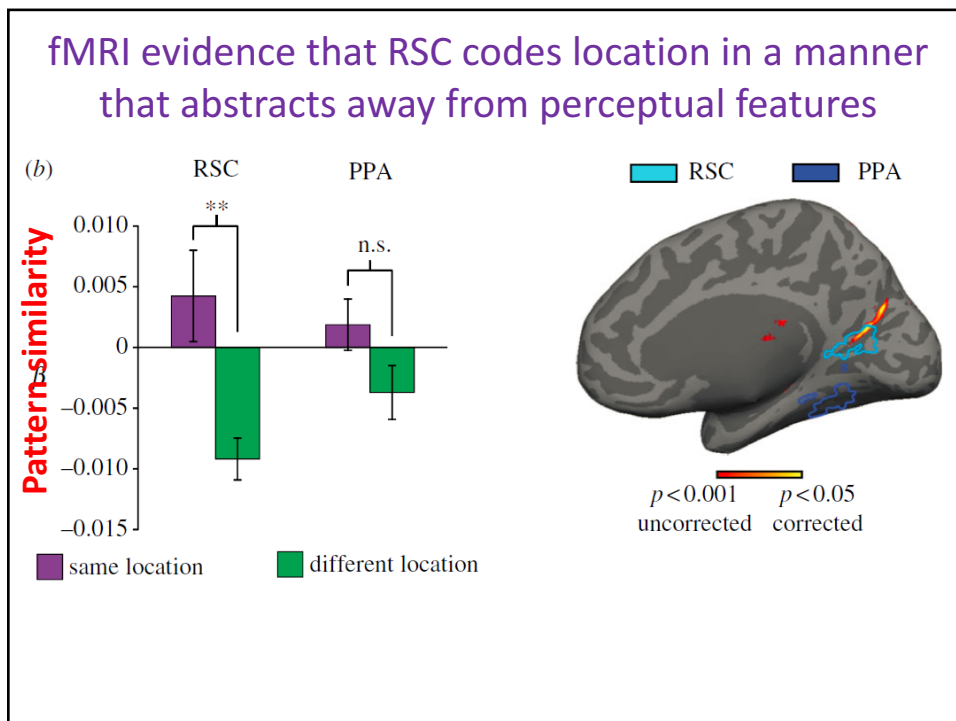 fMRI evidence that RSC codes location in a manner
that abstracts away from perceptual features
(b)
RSC
PPA
**
n.s.
Pattern similarity
β
0.010
0.005
0
–0.005
–0.010
–0.015
same location
different location
RSC
PPA
p<0.001
uncorrected
p<0.05
corrected